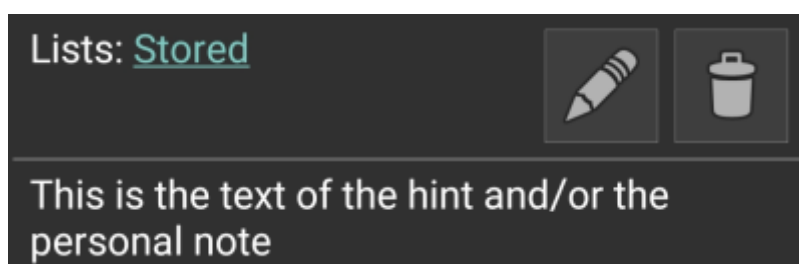 Lists: Stored
This is the text of the hint and/or the
personal note